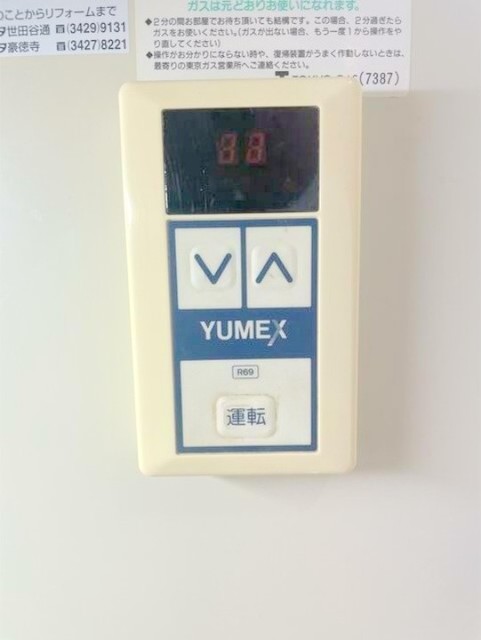 のことからリフォームまで
タ世田谷通 ☎(3429)9131
タ豪徳寺 ☎(3427)8221
ガスは元どおりお使いになれます。
◆2分の間お部屋でお待ち頂いても結構です。この場合、2分過ぎたら
ガスをお使いください。(ガスが出ない場合、もう一度1から操作をや
り直してください)
◆操作がお分かりにならない時や、復帰装置がうまく作動しないときは、
最寄りの東京ガス営業所へご連絡ください。
(7387)
88
YUMEX
R69
運転